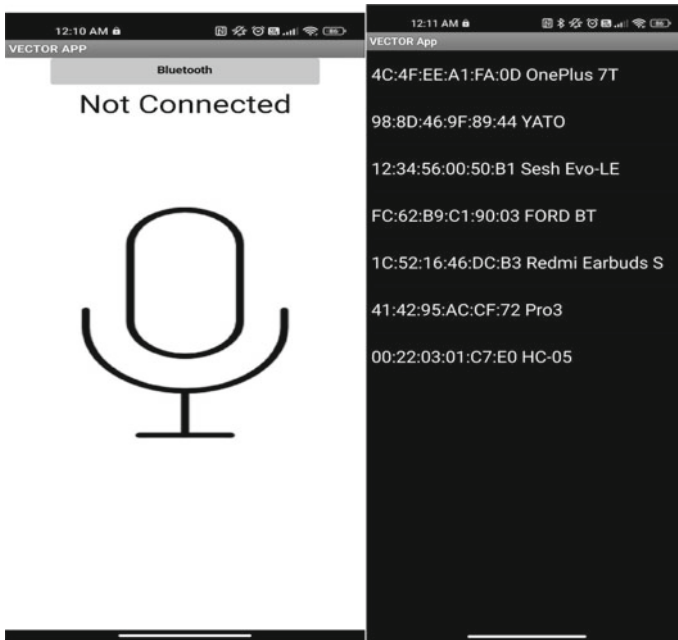 12:10 AM
VECTOR APP
Bluetooth
Not Connected
12:11 AM
VECTOR App
4C:4F:EE:A1:FA:0D OnePlus 7T
98:8D:46:9F:89:44 YATO
12:34:56:00:50:B1 Sesh Evo-LE
FC:62:B9:C1:90:03 FORD BT
1C:52:16:46:DC:B3 Redmi Earbuds S
41:42:95:AC:CF:72 Pro3
00:22:03:01:C7:E0 HC-05